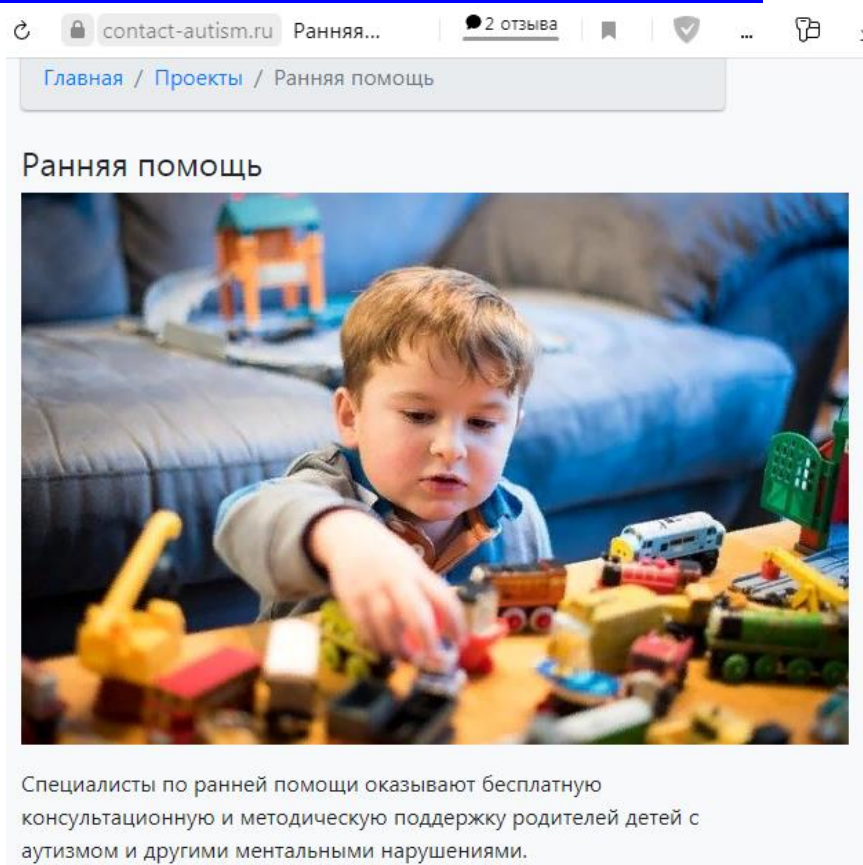 contact-autism.ru Ранняя... 2 отзыва ...
Главная / Проекты / Ранняя помощь
Ранняя помощь
Специалисты по ранней помощи оказывают бесплатную
консультационную и методическую поддержку родителей детей с
аутизмом и другими ментальными нарушениями.